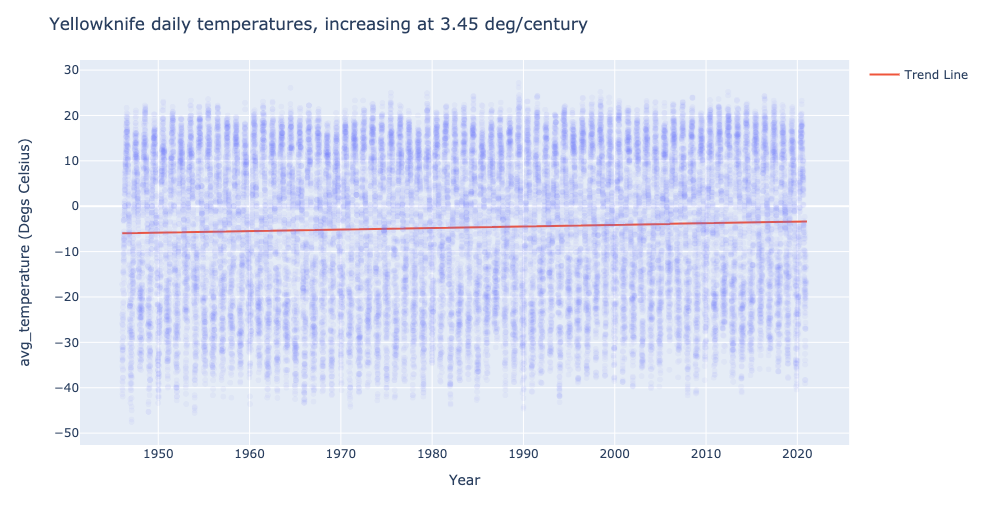 Yellowknife daily temperatures, increasing at 3.45 deg/century
Trend Line
avg_temperature (Degs Celsius)
30
20
10
0
−10
−20
−30
−40
−50
1950 1960 1970 1980 1990 2000 2010 2020
Year